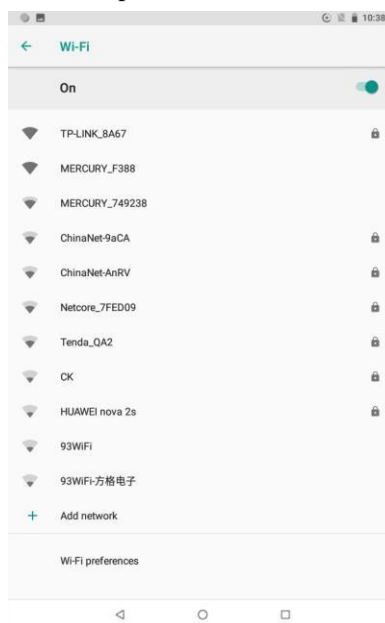 10:38
Wi-Fi
On
TP-LINK_8A67
MERCURY_F388
MERCURY_749238
ChinaNet-9aCA
ChinaNet-AnRV
Netcore_7FED09
Tenda_QA2
CK
HUAWEI nova 2s
93WiFi
93WiFi-方格电子
Add network
Wi-Fi preferences